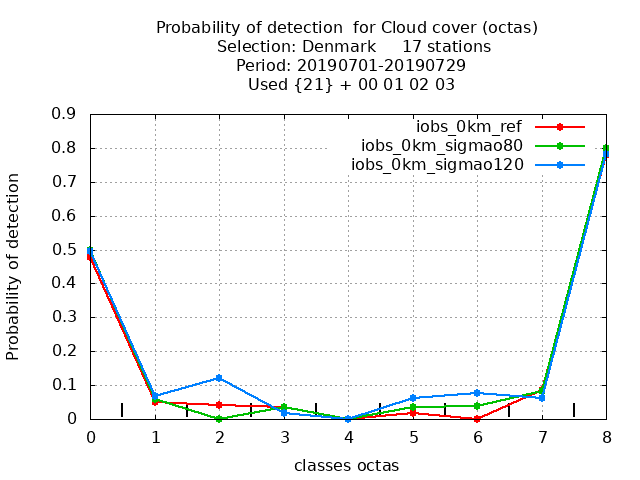 Probability of detection  for Cloud cover (octas)
Selection: Denmark     17 stations
Period: 20190701-20190729
Used {21} + 00 01 02 03
iobs_0km_ref
iobs_0km_sigmao80
iobs_0km_sigmao120
0.9
0.8
0.7
0.6
0.5
0.4
0.3
0.2
0.1
0
Probability of detection
0 1 2 3 4 5 6 7 8
classes octas